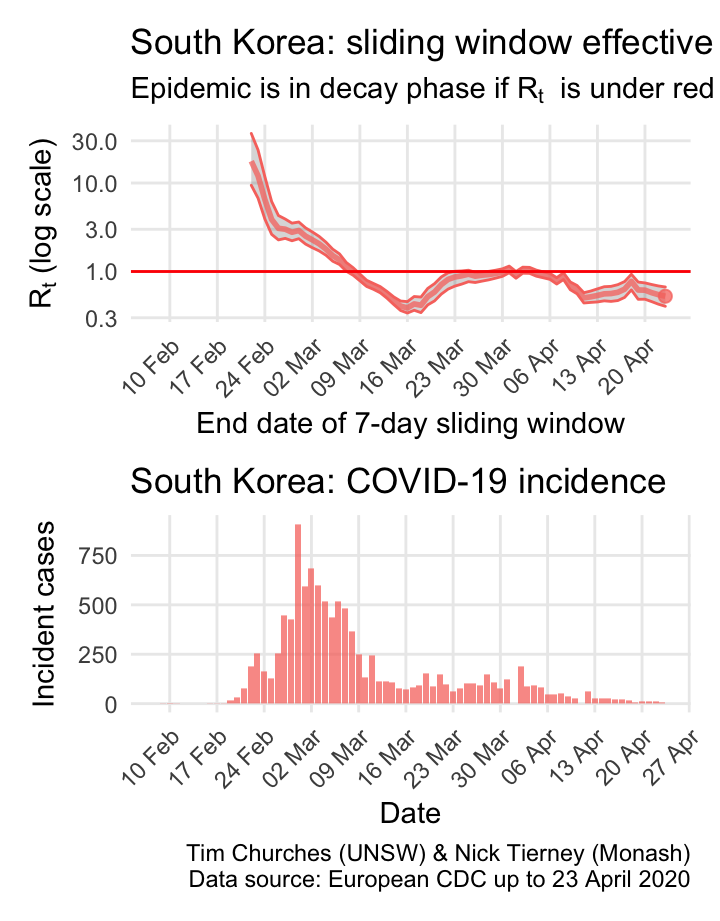 South Korea: sliding window effective
Epidemic is in decay phase if Rt is under red
30.0
10.0
3.0
1.0
0.3
Rt (log scale)
10 Feb
17 Feb
24 Feb
02 Mar
09 Mar
16 Mar
23 Mar
30 Mar
06 Apr
13 Apr
20 Apr
End date of 7-day sliding window
South Korea: COVID-19 incidence
750
500
250
0
Incident cases
10 Feb
17 Feb
24 Feb
02 Mar
09 Mar
16 Mar
23 Mar
30 Mar
06 Apr
13 Apr
20 Apr
27 Apr
Date
Tim Churches (UNSW) & Nick Tierney (Monash)
Data source: European CDC up to 23 April 2020